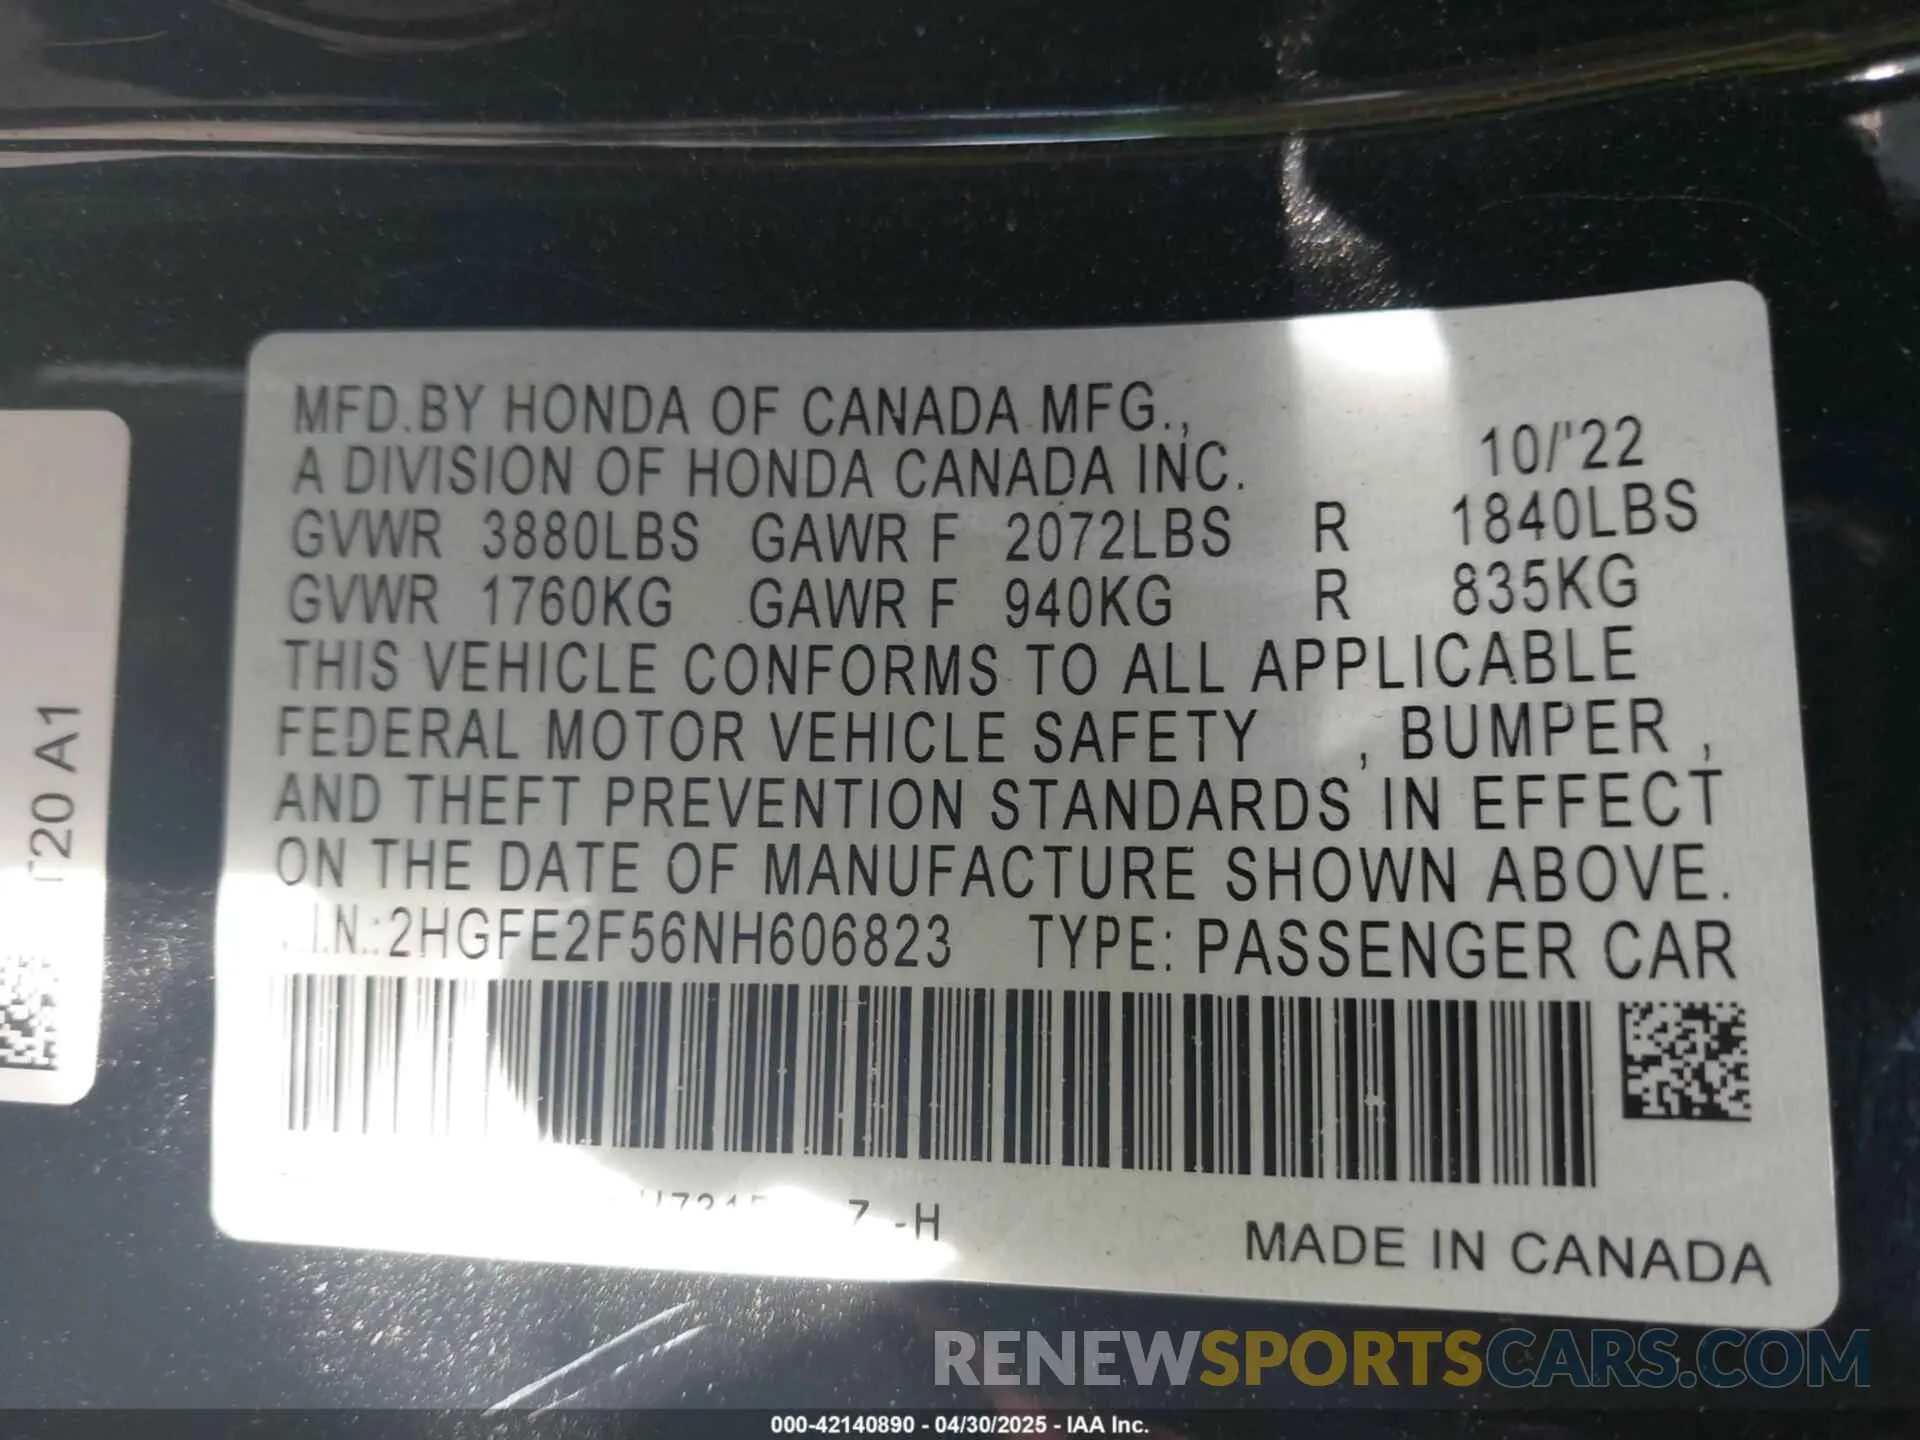 MFD.BY HONDA OF CANADA MFG.,
A DIVISION OF HONDA CANADA INC. 10/'22
GVWR 3880LBS GAWR F 2072LBS R 1840LBS
GVWR 1760KG GAWR F 940KG R 835KG
THIS VEHICLE CONFORMS TO ALL APPLICABLE
FEDERAL MOTOR VEHICLE SAFETY , BUMPER ,
AND THEFT PREVENTION STANDARDS IN EFFECT
ON THE DATE OF MANUFACTURE SHOWN ABOVE.
.I.N.:2HGFE2F56NH606823 TYPE: PASSENGER CAR
-H
MADE IN CANADA
T20 A1
RENEWSPORTSCARS.COM
000-42140890 - 04/30/2025 - IAA Inc.